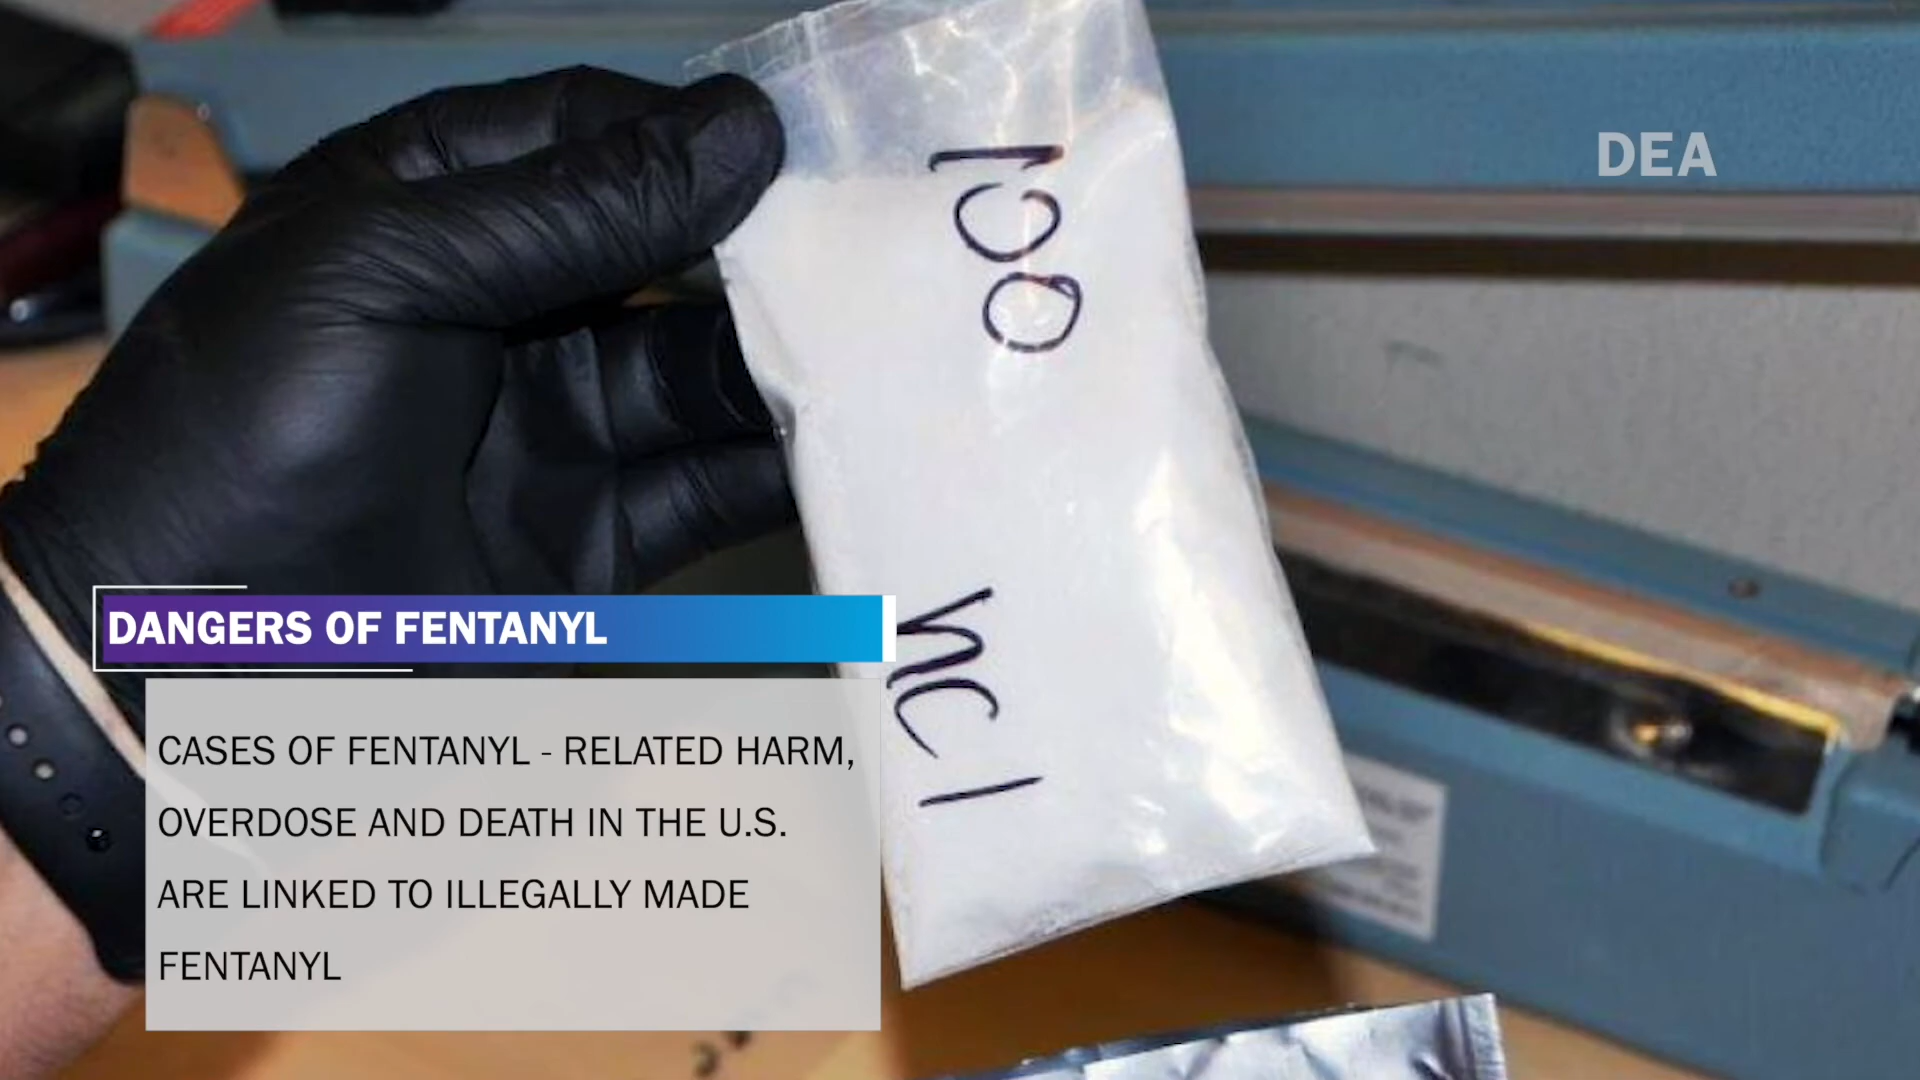 DEA
100
HCl
DANGERS OF FENTANYL
CASES OF FENTANYL - RELATED HARM,
OVERDOSE AND DEATH IN THE U.S.
ARE LINKED TO ILLEGALLY MADE
FENTANYL